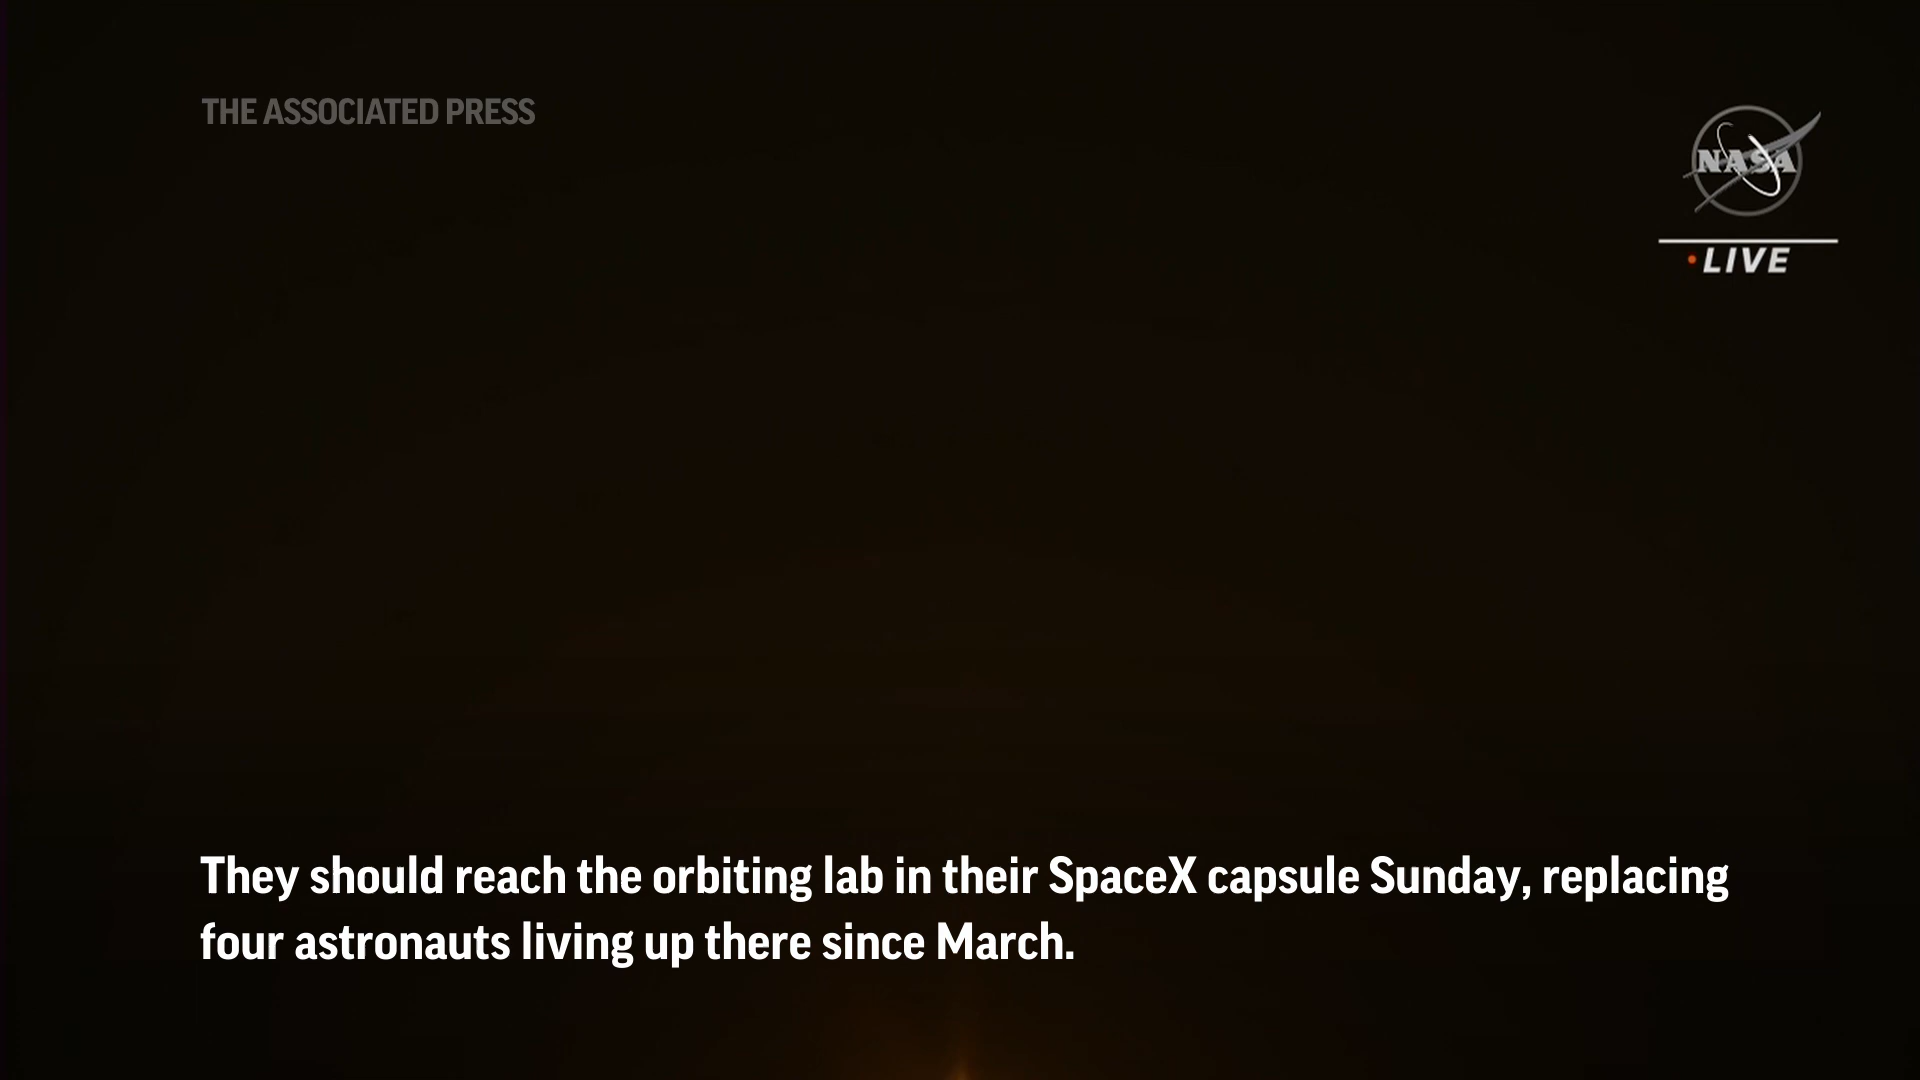 THE ASSOCIATED PRESS
NASA
LIVE
They should reach the orbiting lab in their SpaceX capsule Sunday, replacing
four astronauts living up there since March.